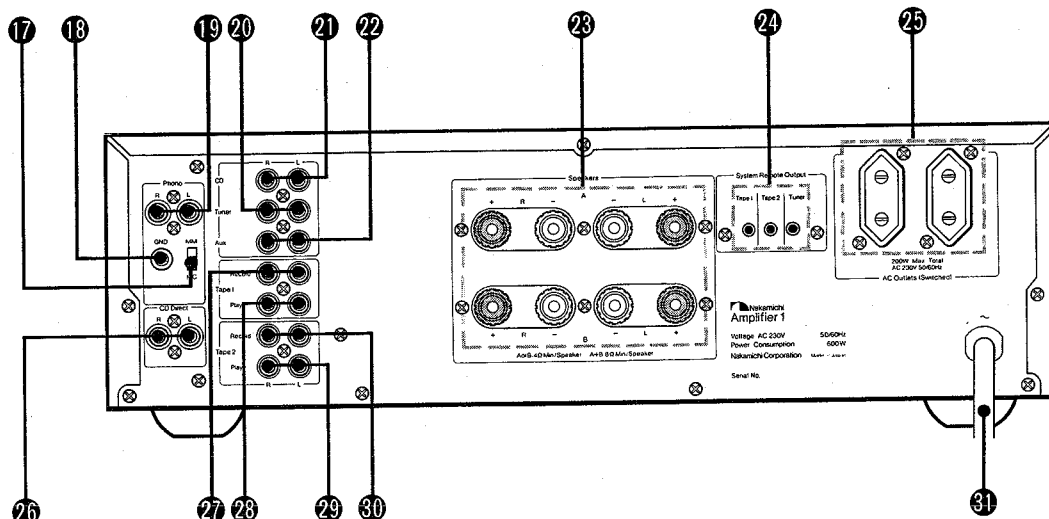 17 18 19 20 21 22 23 24 25
Phono
R L
GND
MM
CD Direct
R L
R L
CD
Tuner
Aux
Record
Tape 1
Play
Record
Tape 2
Play
R L
Speakers
A
+ R - - L +
+ R - - L +
B
AorB 4Ω Min/Speaker A+B 8Ω Min/Speaker
System Remote Output
Tape 1 Tape 2 Tuner
200W Max Total
AC 230V 50/60Hz
AC Outlets (Switched)
Nakamichi
Amplifier 1
Voltage AC 230V 50/60Hz
Power Consumption 600W
Nakamichi Corporation
Serial No.
~
26 27 28 29 30 31